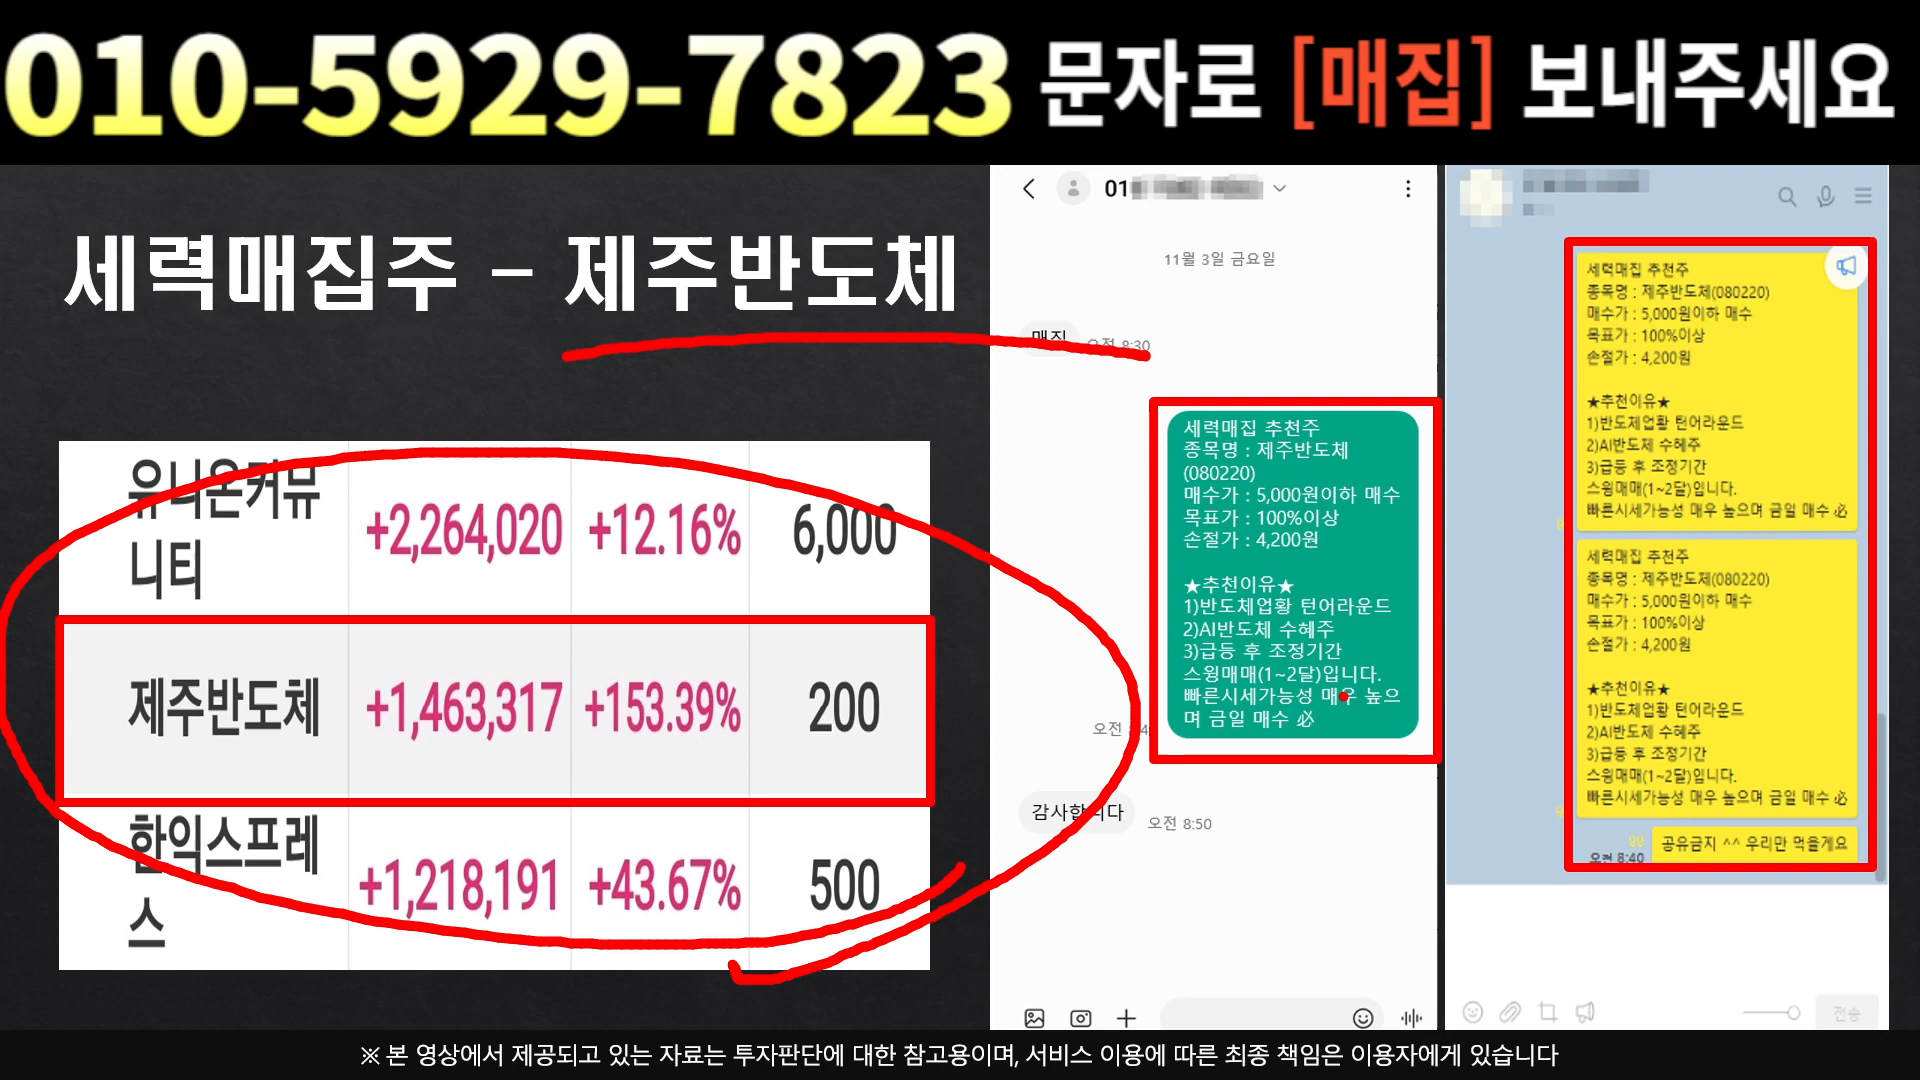 010-5929-7823 문자로 [매집] 보내주세요
세력매집주 - 제주반도체
유니온커뮤
니티
+2,264,020 +12.16% 6,000
제주반도체 +1,463,317 +153.39% 200
한익스프레
스
+1,218,191 +43.67% 500
01
11월 3일 금요일
매집
오전 8:30
세력매집 추천주
종목명 : 제주반도체
(080220)
매수가 : 5,000원이하 매수
목표가 : 100%이상
손절가 : 4,200원
★추천이유★
1)반도체업황 턴어라운드
2)AI반도체 수혜주
3)급등 후 조정기간
스윙매매(1~2달)입니다.
빠른시세가능성 매우 높으
며 금일 매수 必
오전
감사합니다
오전 8:50
세력매집 추천주
종목명 : 제주반도체(080220)
매수가 : 5,000원이하 매수
목표가 : 100%이상
손절가 : 4,200원
★추천이유★
1)반도체업황 턴어라운드
2)AI반도체 수혜주
3)급등 후 조정기간
스윙매매(1~2달)입니다.
빠른시세가능성 매우 높으며 금일 매수 必
세력매집 추천주
종목명 : 제주반도체(080220)
매수가 : 5,000원이하 매수
목표가 : 100%이상
손절가 : 4,200원
★추천이유★
1)반도체업황 턴어라운드
2)AI반도체 수혜주
3)급등 후 조정기간
스윙매매(1~2달)입니다.
빠른시세가능성 매우 높으며 금일 매수 必
공유금지 ^^ 우리만 먹을게요
오전 8:40
전송
※ 본 영상에서 제공되고 있는 자료는 투자판단에 대한 참고용이며, 서비스 이용에 따른 최종 책임은 이용자에게 있습니다